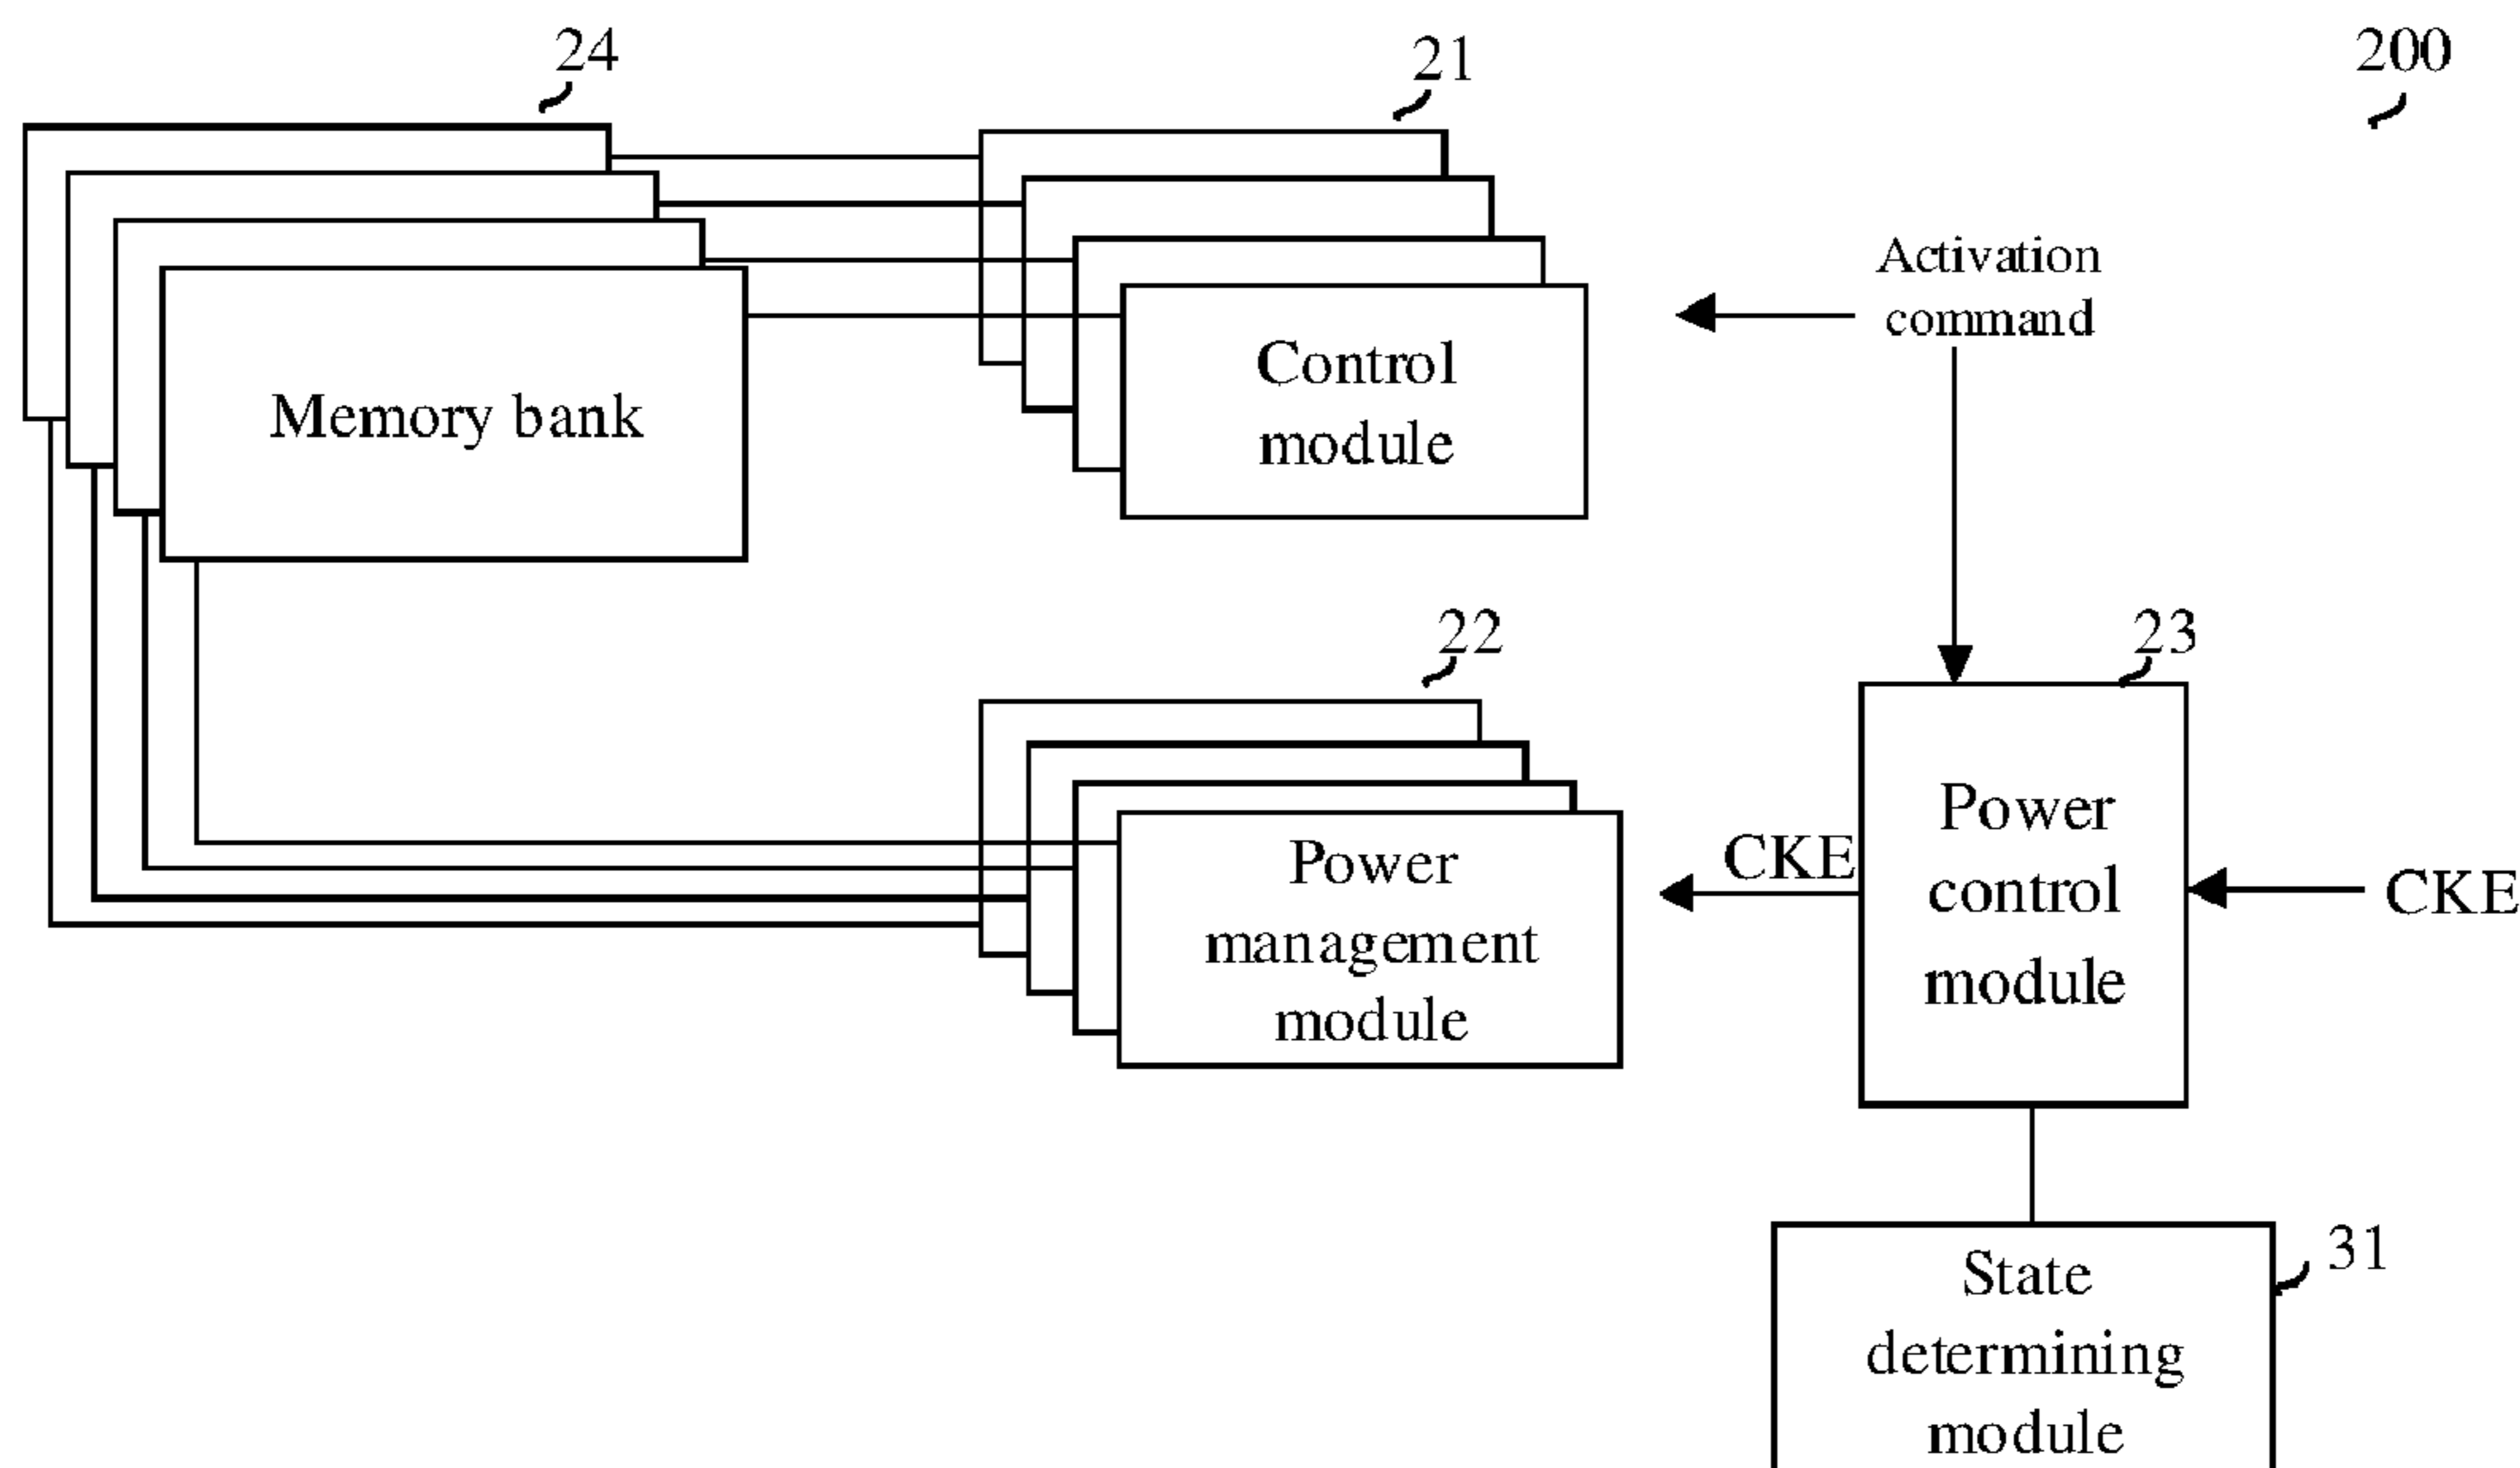 24
21
200
Activation
command
Control
module
Memory bank
22
23
Power
management
module
CKE
Power
control
module
CKE
31
State
determining
module